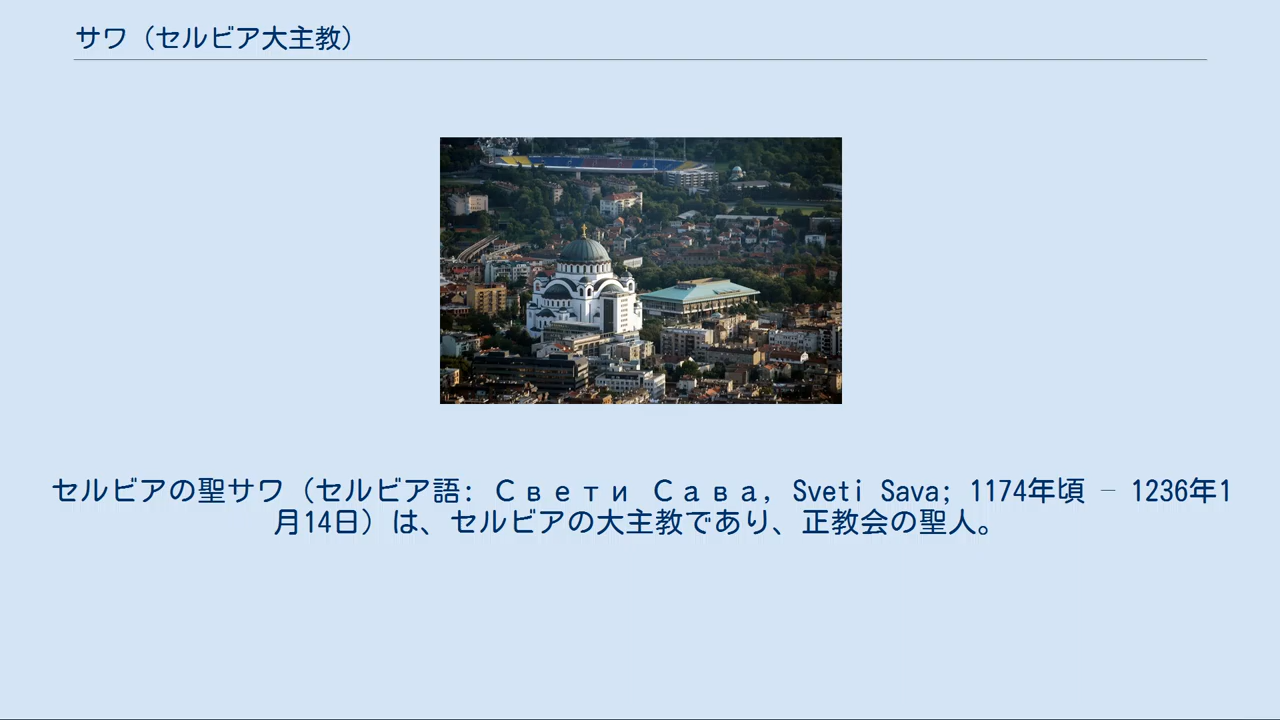 サワ（セルビア大主教）
セルビアの聖サワ（セルビア語: Свети Сава, Sveti Sava; 1174年頃 – 1236年1
月14日）は、セルビアの大主教であり、正教会の聖人。